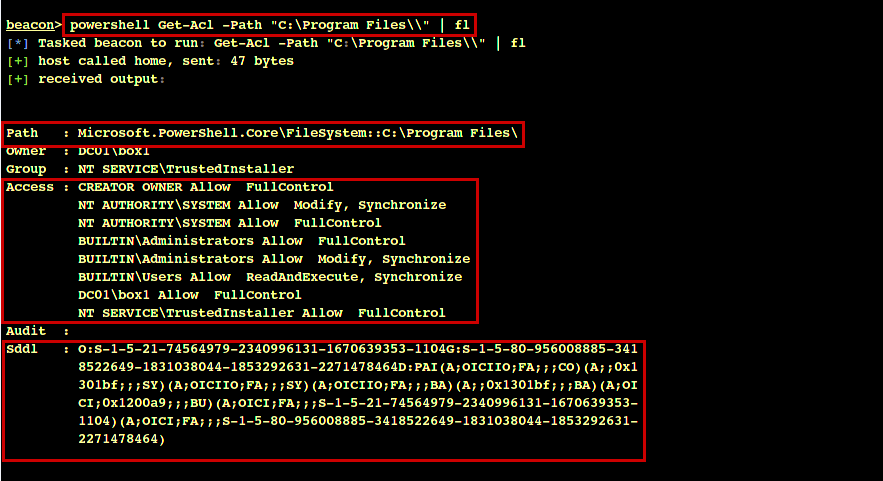 beacon> powershell Get-Acl -Path "C:\Program Files\\" | fl
[*] Tasked beacon to run: Get-Acl -Path "C:\Program Files\\" | fl
[+] host called home, sent: 47 bytes
[+] received output:
Path   : Microsoft.PowerShell.Core\FileSystem::C:\Program Files\
Owner  : DC01\box1
Group  : NT SERVICE\TrustedInstaller
Access : CREATOR OWNER Allow  FullControl
NT AUTHORITY\SYSTEM Allow  Modify, Synchronize
NT AUTHORITY\SYSTEM Allow  FullControl
BUILTIN\Administrators Allow  FullControl
BUILTIN\Administrators Allow  Modify, Synchronize
BUILTIN\Users Allow  ReadAndExecute, Synchronize
DC01\box1 Allow  FullControl
NT SERVICE\TrustedInstaller Allow  FullControl
Audit  :
Sddl   : O:S-1-5-21-74564979-2340996131-1670639353-1104G:S-1-5-80-956008885-341
8522649-1831038044-1853292631-2271478464D:PAI(A;OICIIO;FA;;;CO)(A;;0x1
301bf;;;SY)(A;OICIIO;FA;;;SY)(A;OICIIO;FA;;;BA)(A;;0x1301bf;;;BA)(A;OI
CI;0x1200a9;;;BU)(A;OICI;FA;;;S-1-5-21-74564979-2340996131-1670639353-
1104)(A;OICI;FA;;;S-1-5-80-956008885-3418522649-1831038044-1853292631-
2271478464)